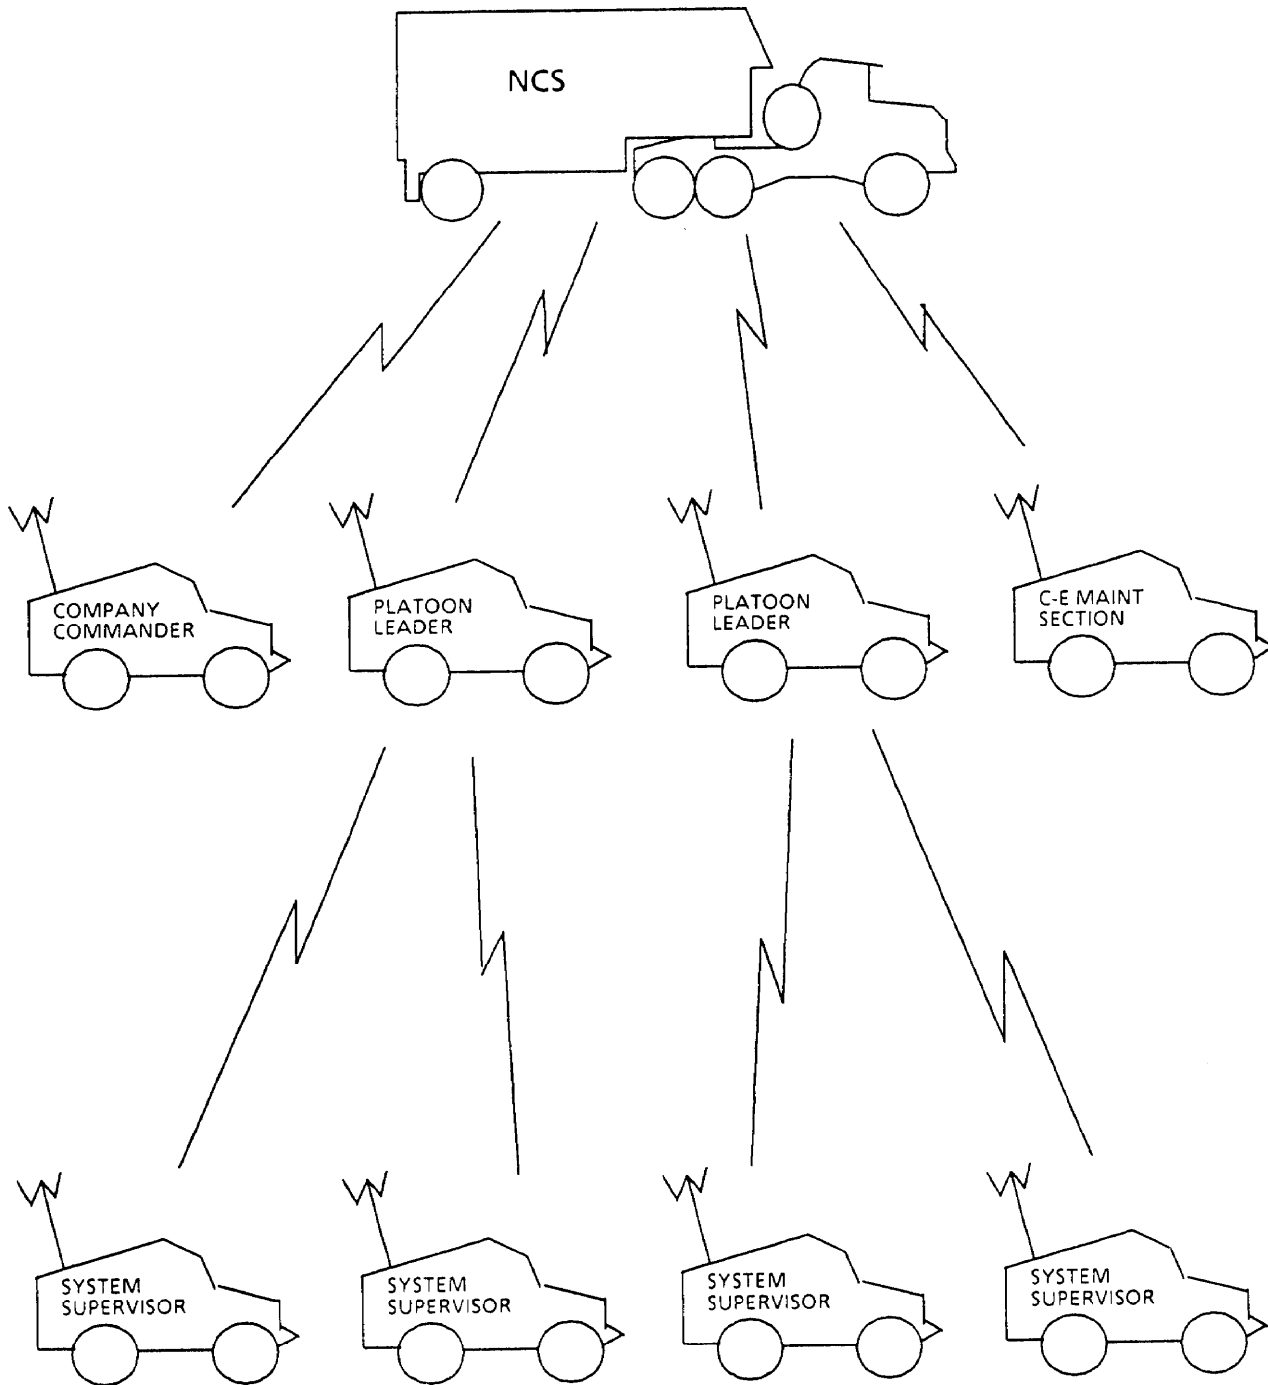 NCS
COMPANY
COMMANDER
PLATOON
LEADER
PLATOON
LEADER
C-E MAINT
SECTION
SYSTEM
SUPERVISOR
SYSTEM
SUPERVISOR
SYSTEM
SUPERVISOR
SYSTEM
SUPERVISOR